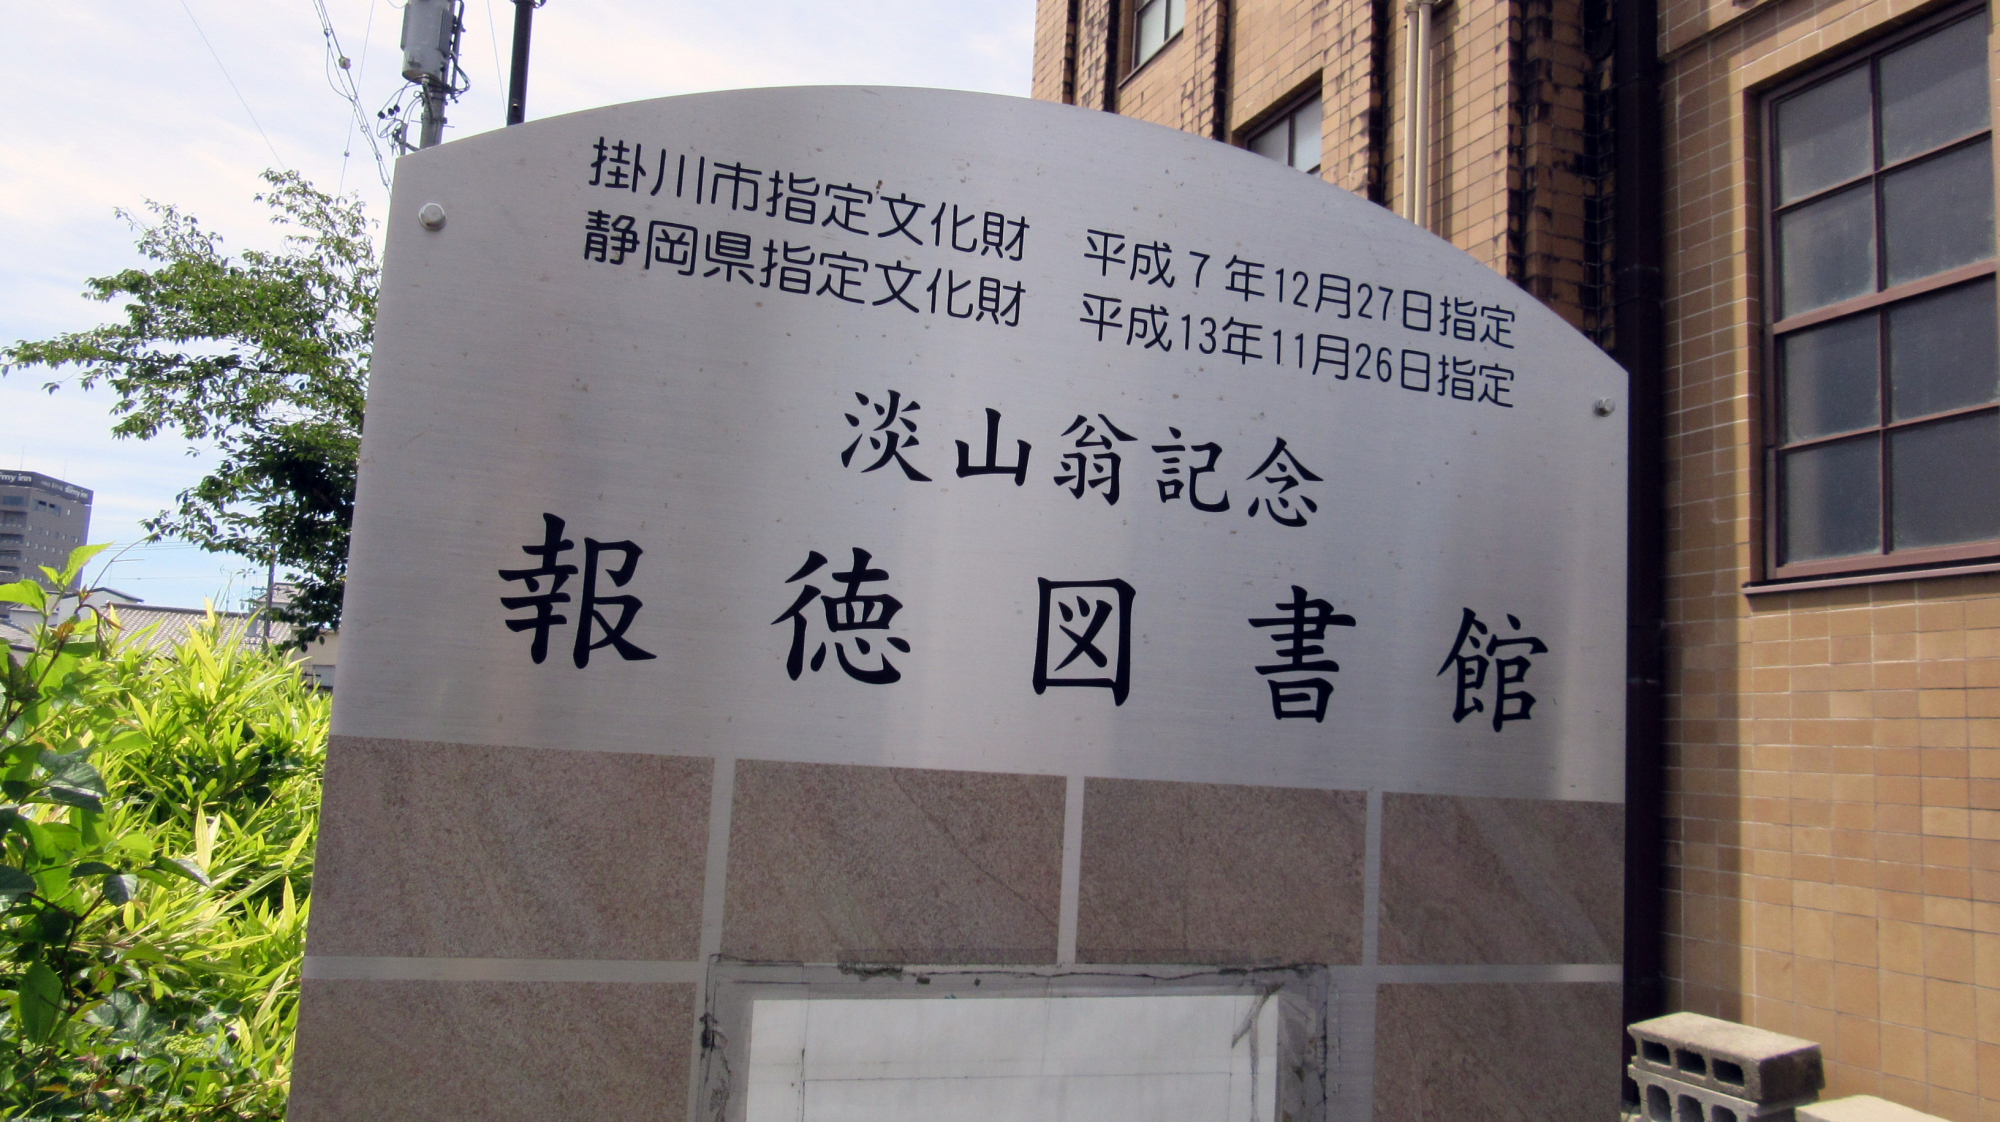 掛川市指定文化財　平成7年12月27日指定
静岡県指定文化財　平成13年11月26日指定
淡山翁記念
報徳図書館
my inn